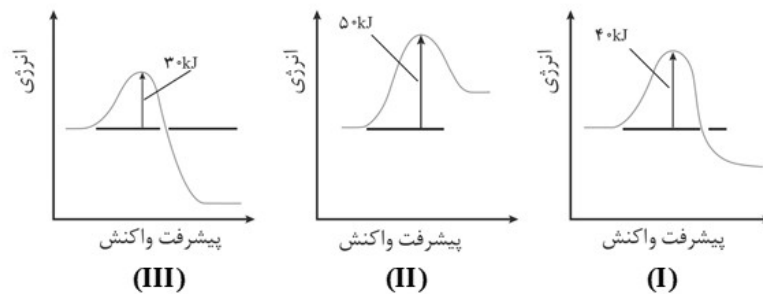 انرژی
۴۰kJ
پیشرفت واکنش
(I)
انرژی
۵۰kJ
پیشرفت واکنش
(II)
انرژی
۳۰kJ
پیشرفت واکنش
(III)